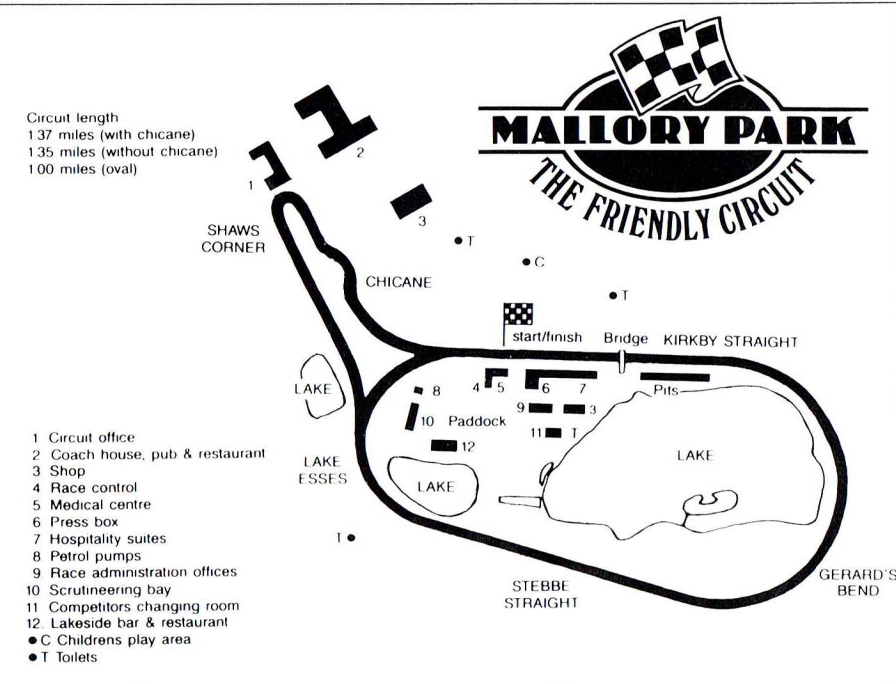 MALLORY PARK
THE FRIENDLY CIRCUIT
Circuit length
1 37 miles (with chicane)
1 35 miles (without chicane)
1 00 miles (oval)
1
2
3
SHAWS
CORNER
T
C
T
CHICANE
start/finish
Bridge
KIRKBY STRAIGHT
LAKE
8
4
5
6
7
Pits
10
Paddock
9
3
11
T
12
LAKE
LAKE
ESSES
LAKE
T
STEBBE
STRAIGHT
GERARD'S
BEND
1 Circuit office
2 Coach house, pub & restaurant
3 Shop
4 Race control
5 Medical centre
6 Press box
7 Hospitality suites
8 Petrol pumps
9 Race administration offices
10 Scrutineering bay
11 Competitors changing room
12. Lakeside bar & restaurant
● C Childrens play area
● T Toilets